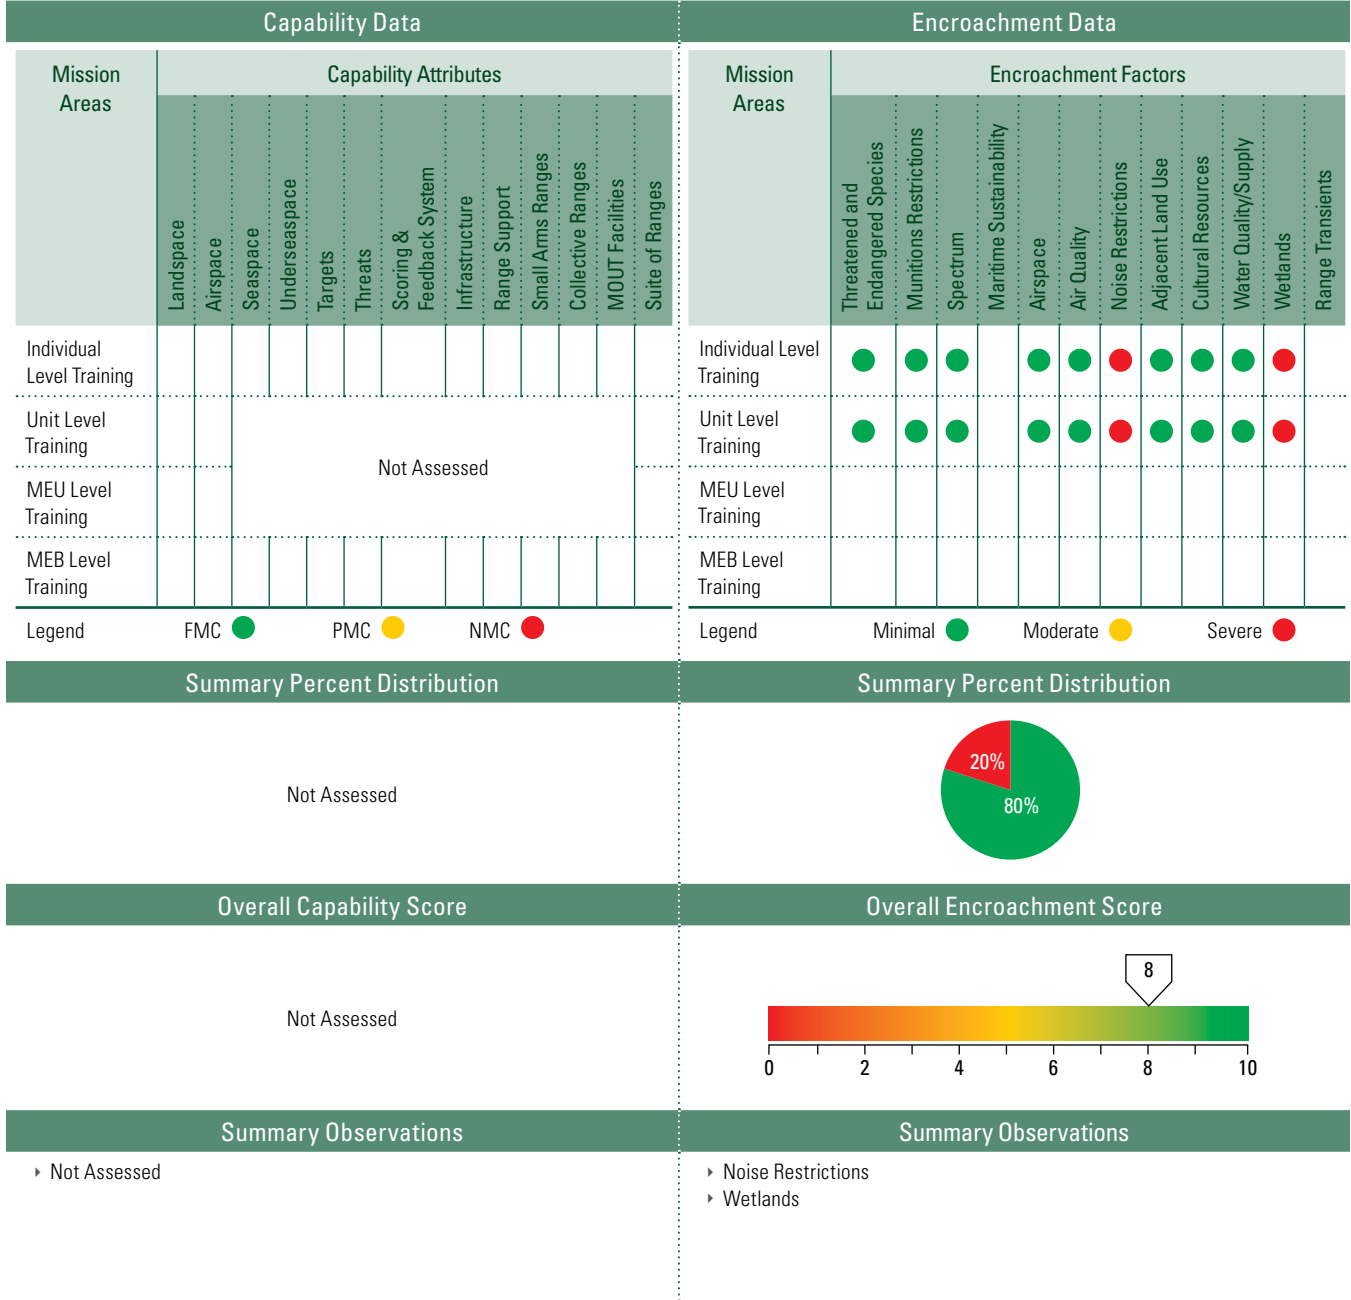 Capability Data
Mission
Areas
Capability Attributes
Landspace
Airspace
Seaspace
Underseaspace
Targets
Threats
Scoring &
Feedback System
Infrastructure
Range Support
Small Arms Ranges
Collective Ranges
MOUT Facilities
Suite of Ranges
Individual
Level Training
Unit Level
Training
MEU Level
Training
MEB Level
Training
Not Assessed
Legend
FMC
PMC
NMC
Summary Percent Distribution
Not Assessed
Overall Capability Score
Not Assessed
Summary Observations
Not Assessed
Encroachment Data
Mission
Areas
Encroachment Factors
Threatened and
Endangered Species
Munitions Restrictions
Spectrum
Maritime Sustainability
Airspace
Air Quality
Noise Restrictions
Adjacent Land Use
Cultural Resources
Water Quality/Supply
Wetlands
Range Transients
Individual Level
Training
Unit Level
Training
MEU Level
Training
MEB Level
Training
Legend
Minimal
Moderate
Severe
Summary Percent Distribution
20%
80%
Overall Encroachment Score
8
0 2 4 6 8 10
Summary Observations
Noise Restrictions
Wetlands